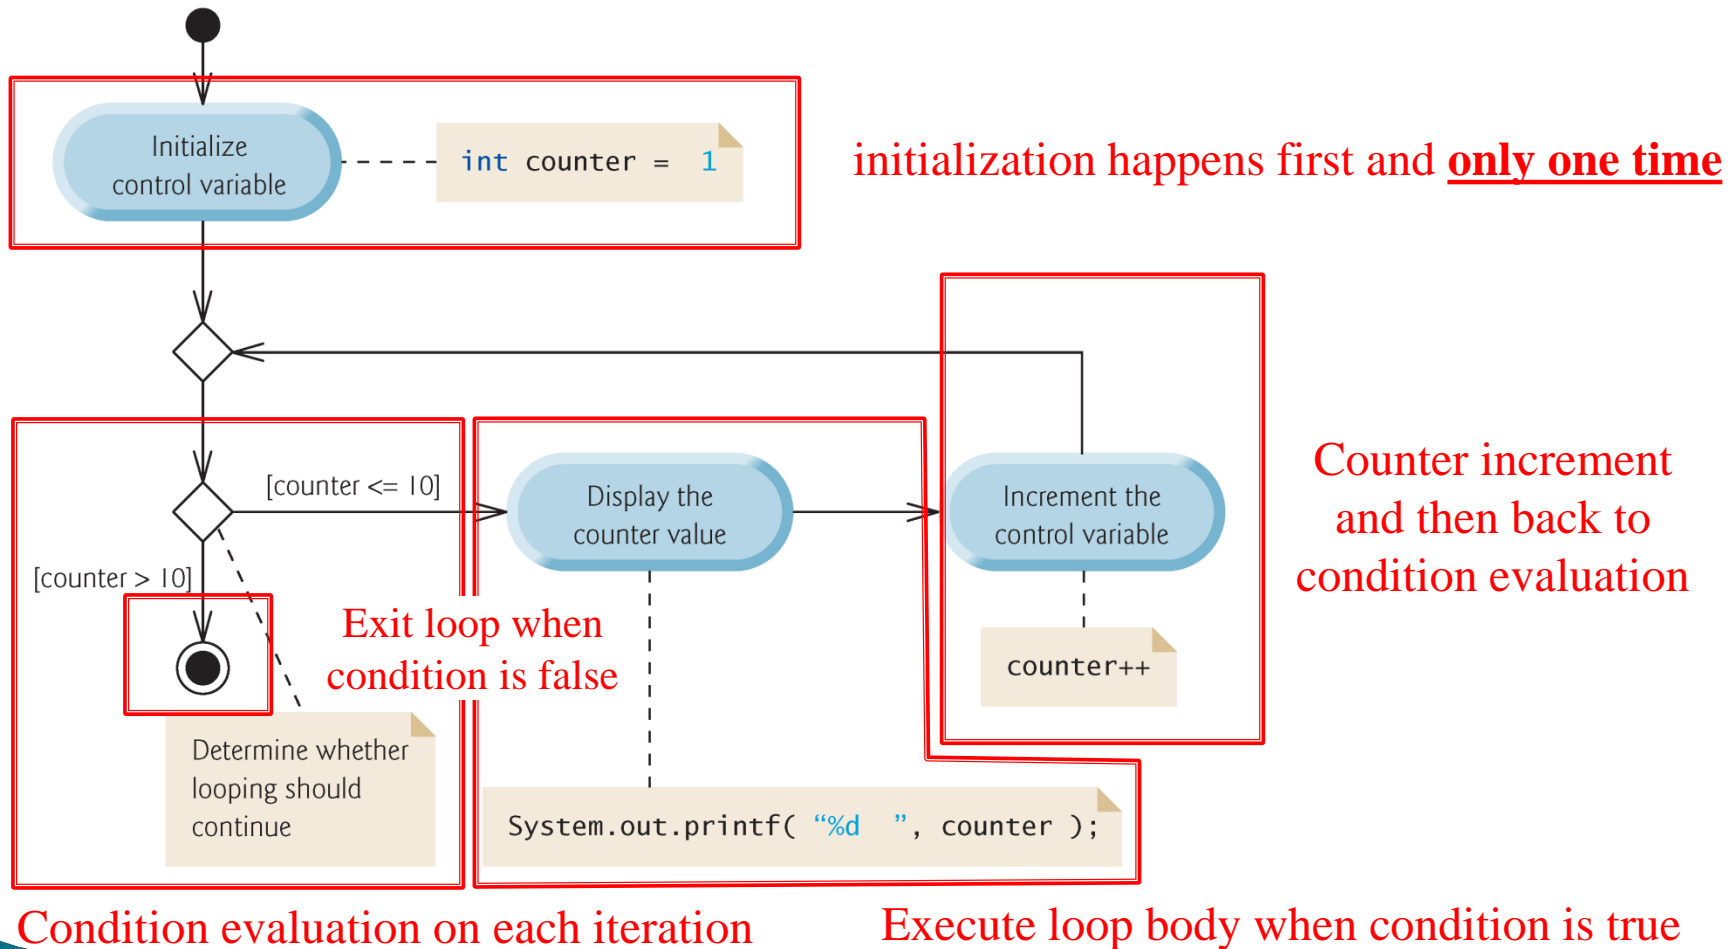 Initialize
control variable
int counter = 1
initialization happens first and only one time
[counter <= 10]
[counter > 10]
Display the
counter value
Increment the
control variable
Counter increment
and then back to
condition evaluation
Exit loop when
condition is false
counter++
Determine whether
looping should
continue
System.out.printf( “%d  ”, counter );
Condition evaluation on each iteration
Execute loop body when condition is true